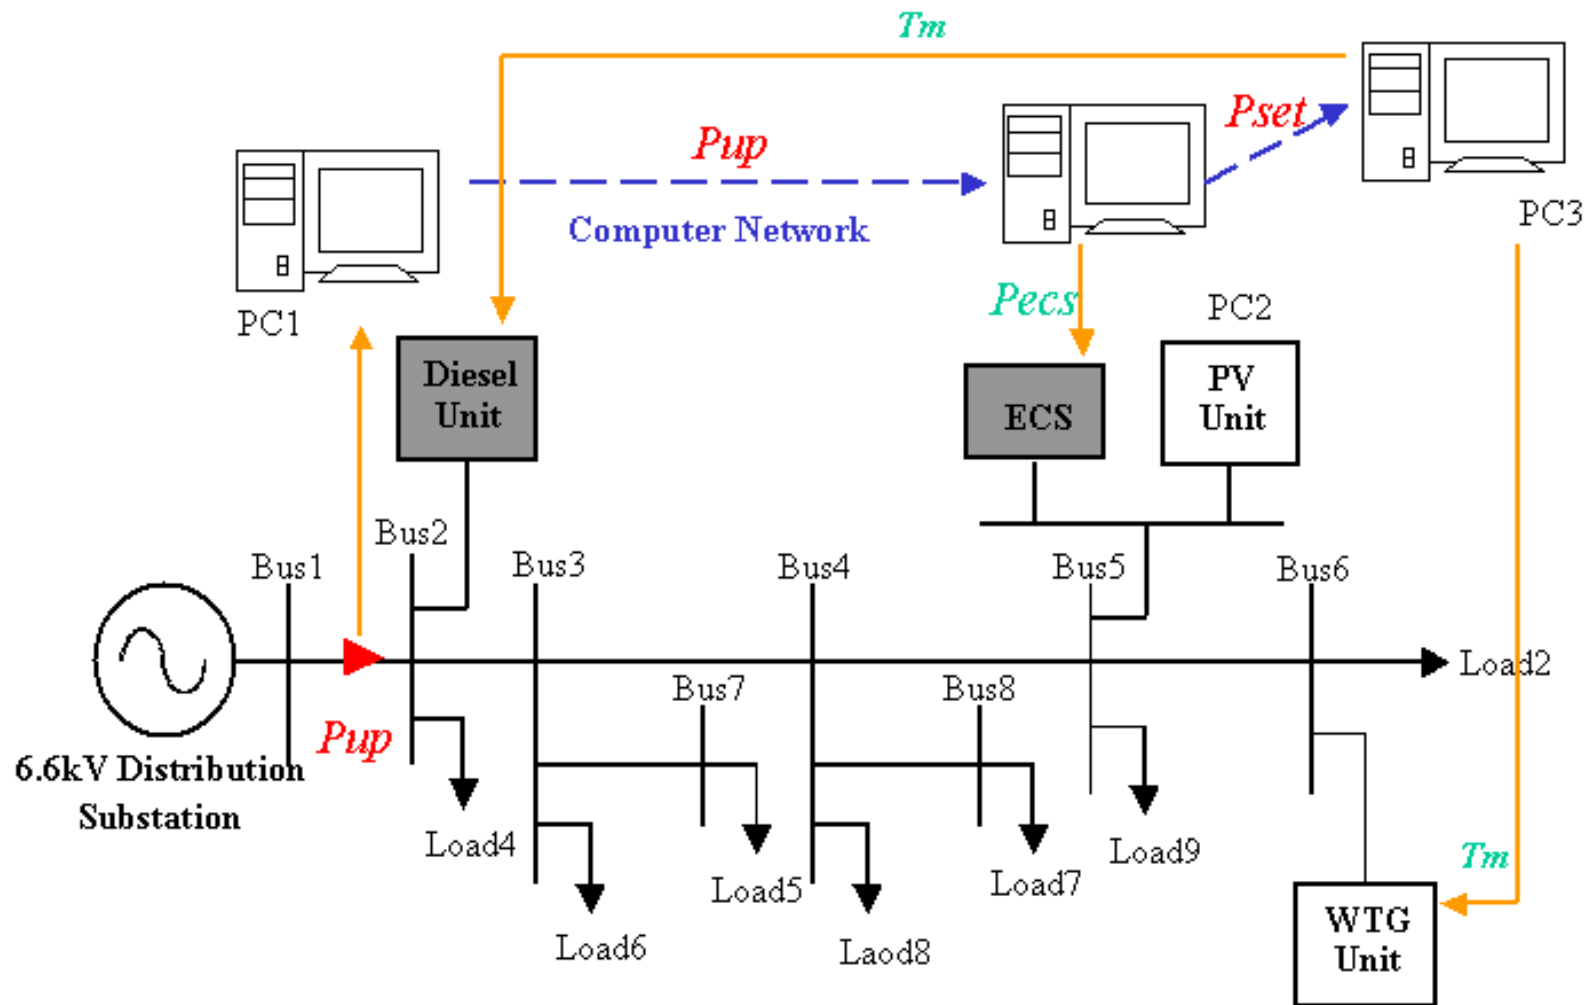 Tm
Pset
Pup
Computer Network
PC3
PC1
Pecs
PC2
Diesel
Unit
ECS
PV
Unit
Bus1
Bus2
Bus3
Bus4
Bus5
Bus6
Load2
Bus7
Bus8
Pup
6.6kV Distribution
Substation
Load4
Load5
Load6
Load7
Laod8
Load9
Tm
WTG
Unit